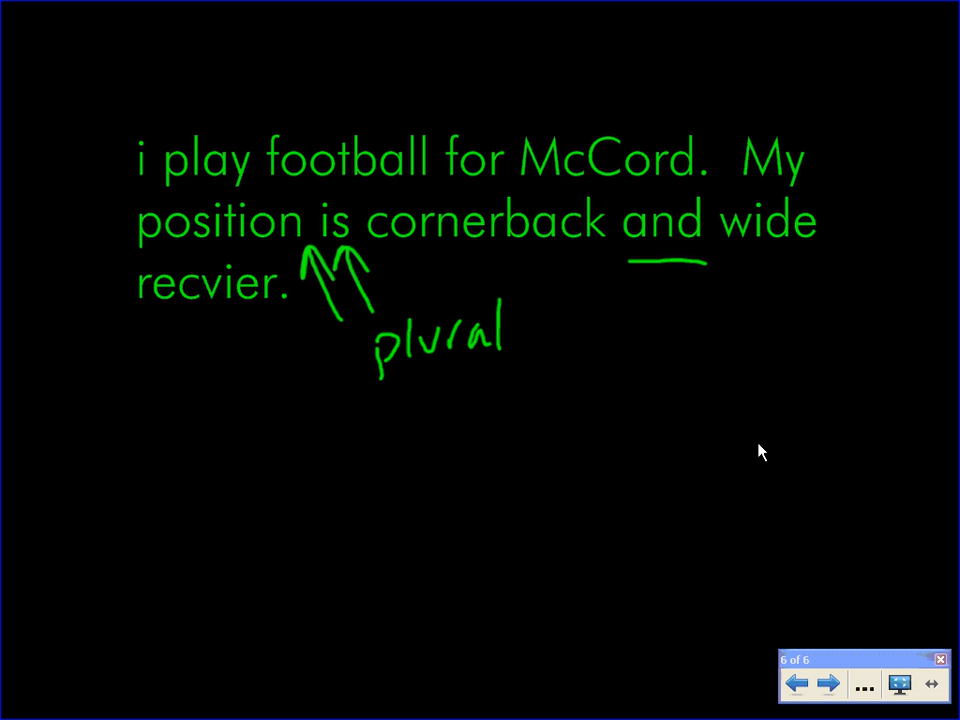 i play football for McCord.  My
position is cornerback and wide
recvier.
plural
6 of 6